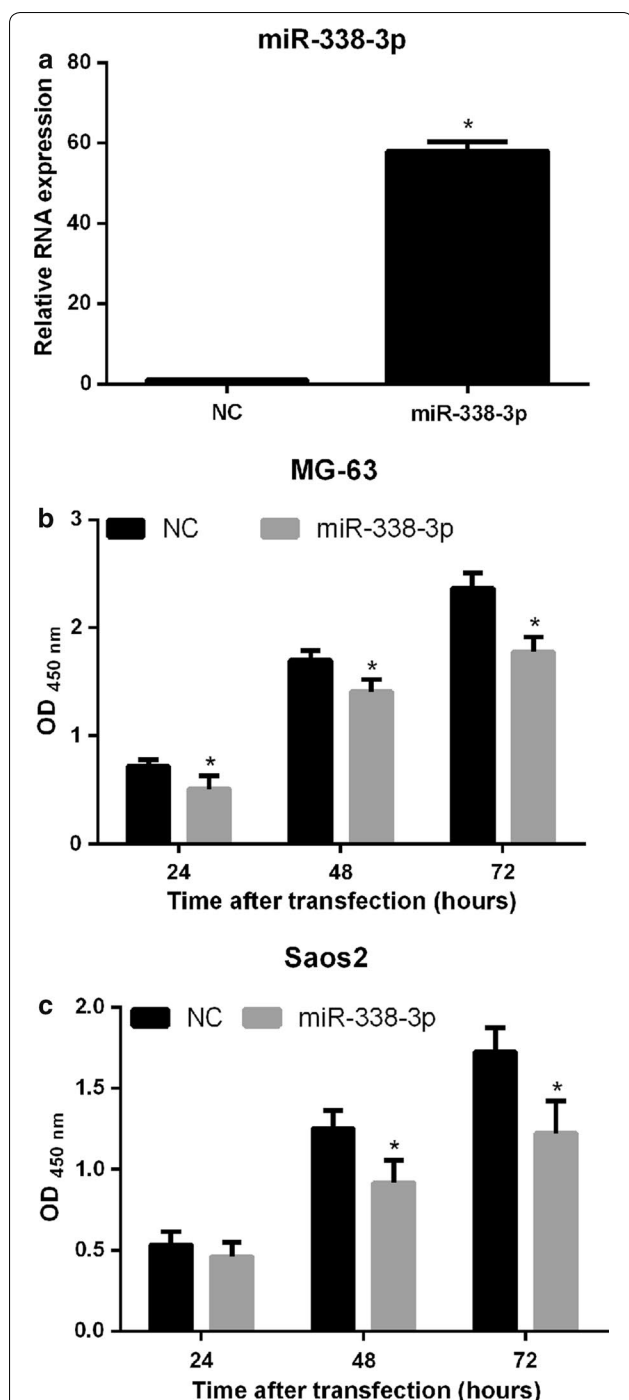 miR-338-3p
a
80
60
40
20
0
Relative RNA expression
*
NC
miR-338-3p
MG-63
b
3
2
1
0
OD 450 nm
NC
miR-338-3p
*
*
*
24
48
72
Time after transfection (hours)
Saos2
c
2.0
1.5
1.0
0.5
0.0
OD 450 nm
NC
miR-338-3p
*
*
24
48
72
Time after transfection (hours)